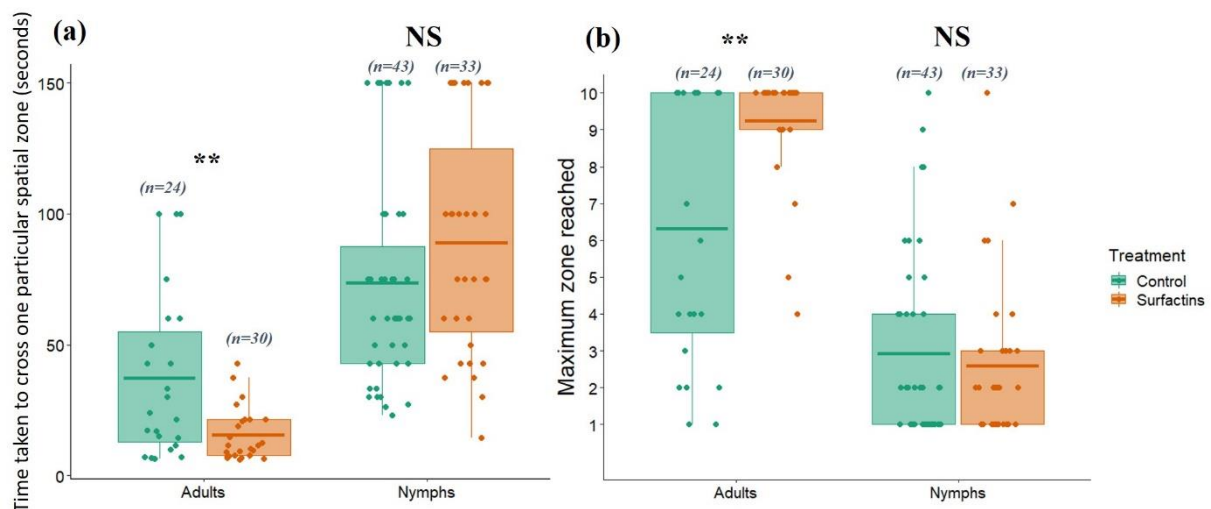 (a)
NS
(n=43)
(n=33)
**
(n=24)
(n=30)
Time taken to cross one particular spatial zone (seconds)
150
100
50
0
Adults
Nymphs
(b)
**
NS
(n=24)
(n=30)
(n=43)
(n=33)
Maximum zone reached
10
9
8
7
6
5
4
3
2
1
Adults
Nymphs
Treatment
Control
Surfactins